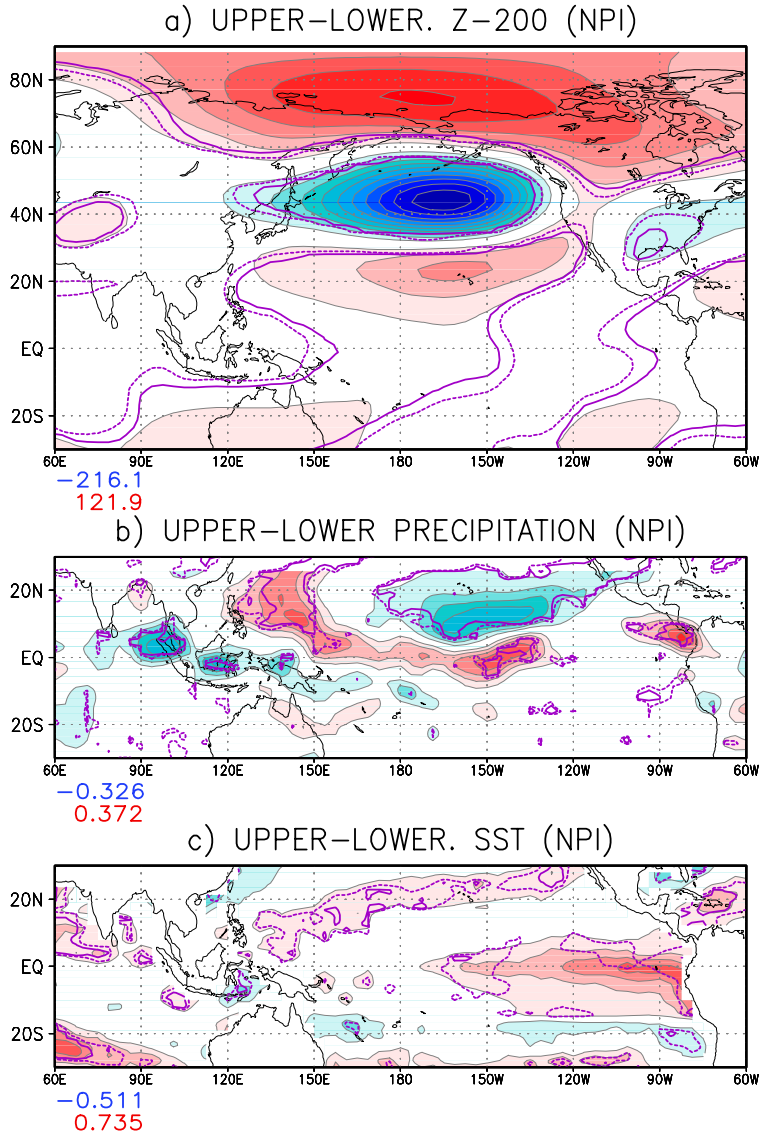 a) UPPER-LOWER. Z-200 (NPI)
80N
60N
40N
20N
EQ
20S
60E 90E 120E 150E 180 150W 120W 90W 60W
-216.1
121.9
b) UPPER-LOWER PRECIPITATION (NPI)
20N
EQ
20S
60E 90E 120E 150E 180 150W 120W 90W 60W
-0.326
0.372
c) UPPER-LOWER. SST (NPI)
20N
EQ
20S
60E 90E 120E 150E 180 150W 120W 90W 60W
-0.511
0.735